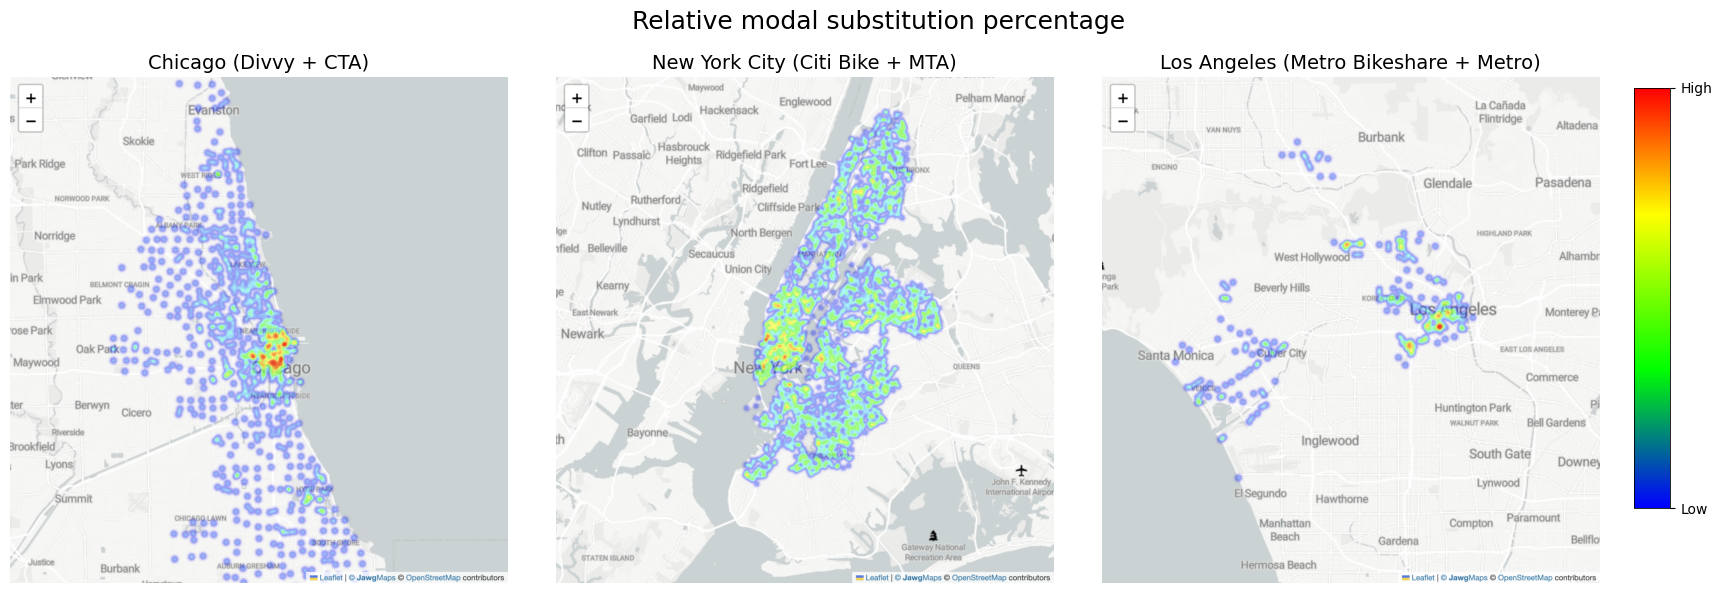 Relative modal substitution percentage
Chicago (Divvy + CTA)
+
−
Evanston
Skokie
Park Ridge
WEST RIDGE
NORWOOD PARK
ALBANY PARK
Norridge
BELMONT CRAGIN
Elmwood Park
Oak Park
Maywood
Berwyn
Cicero
Riverside
Brookfield
Lyons
Summit
HYDE PARK
CHICAGO LAWN
SOUTH SHORE
Justice
Burbank
AUBURN GRESHAM
Leaflet | © JawgMaps © OpenStreetMap contributors
New York City (Citi Bike + MTA)
+
−
Maywood
Hackensack
Englewood
Pelham Manor
Garfield
Lodi
Clifton
Passaic
Hasbrouck
Heights
Ridgefield Park
Fort Lee
Ridgefield
Rutherford
Nutley
Cliffside Park
Lyndhurst
North Bergen
Belleville
Secaucus
MANHATTAN
Union City
Kearny
East Newark
Newark
New York
QUEENS
Bayonne
John F. Kennedy
International Airport
Gateway National
Recreation Area
STATEN ISLAND
Leaflet | © JawgMaps © OpenStreetMap contributors
Los Angeles (Metro Bikeshare + Metro)
+
−
La Cañada
Flintridge
VAN NUYS
Burbank
Altadena
ENCINO
Glendale
Pasadena
HIGHLAND PARK
West Hollywood
Alhambr
Beverly Hills
Los Angeles
Monterey Pa
Santa Monica
Culver City
EAST LOS ANGELES
Commerce
VENICE
Huntington Park
WALNUT PARK
Bell Gardens
Inglewood
South Gate
Downey
Lynwood
El Segundo
Hawthorne
Manhattan
Beach
Compton
Paramount
Gardena
Bellflo
Hermosa Beach
Leaflet | © JawgMaps © OpenStreetMap contributors
High
Low